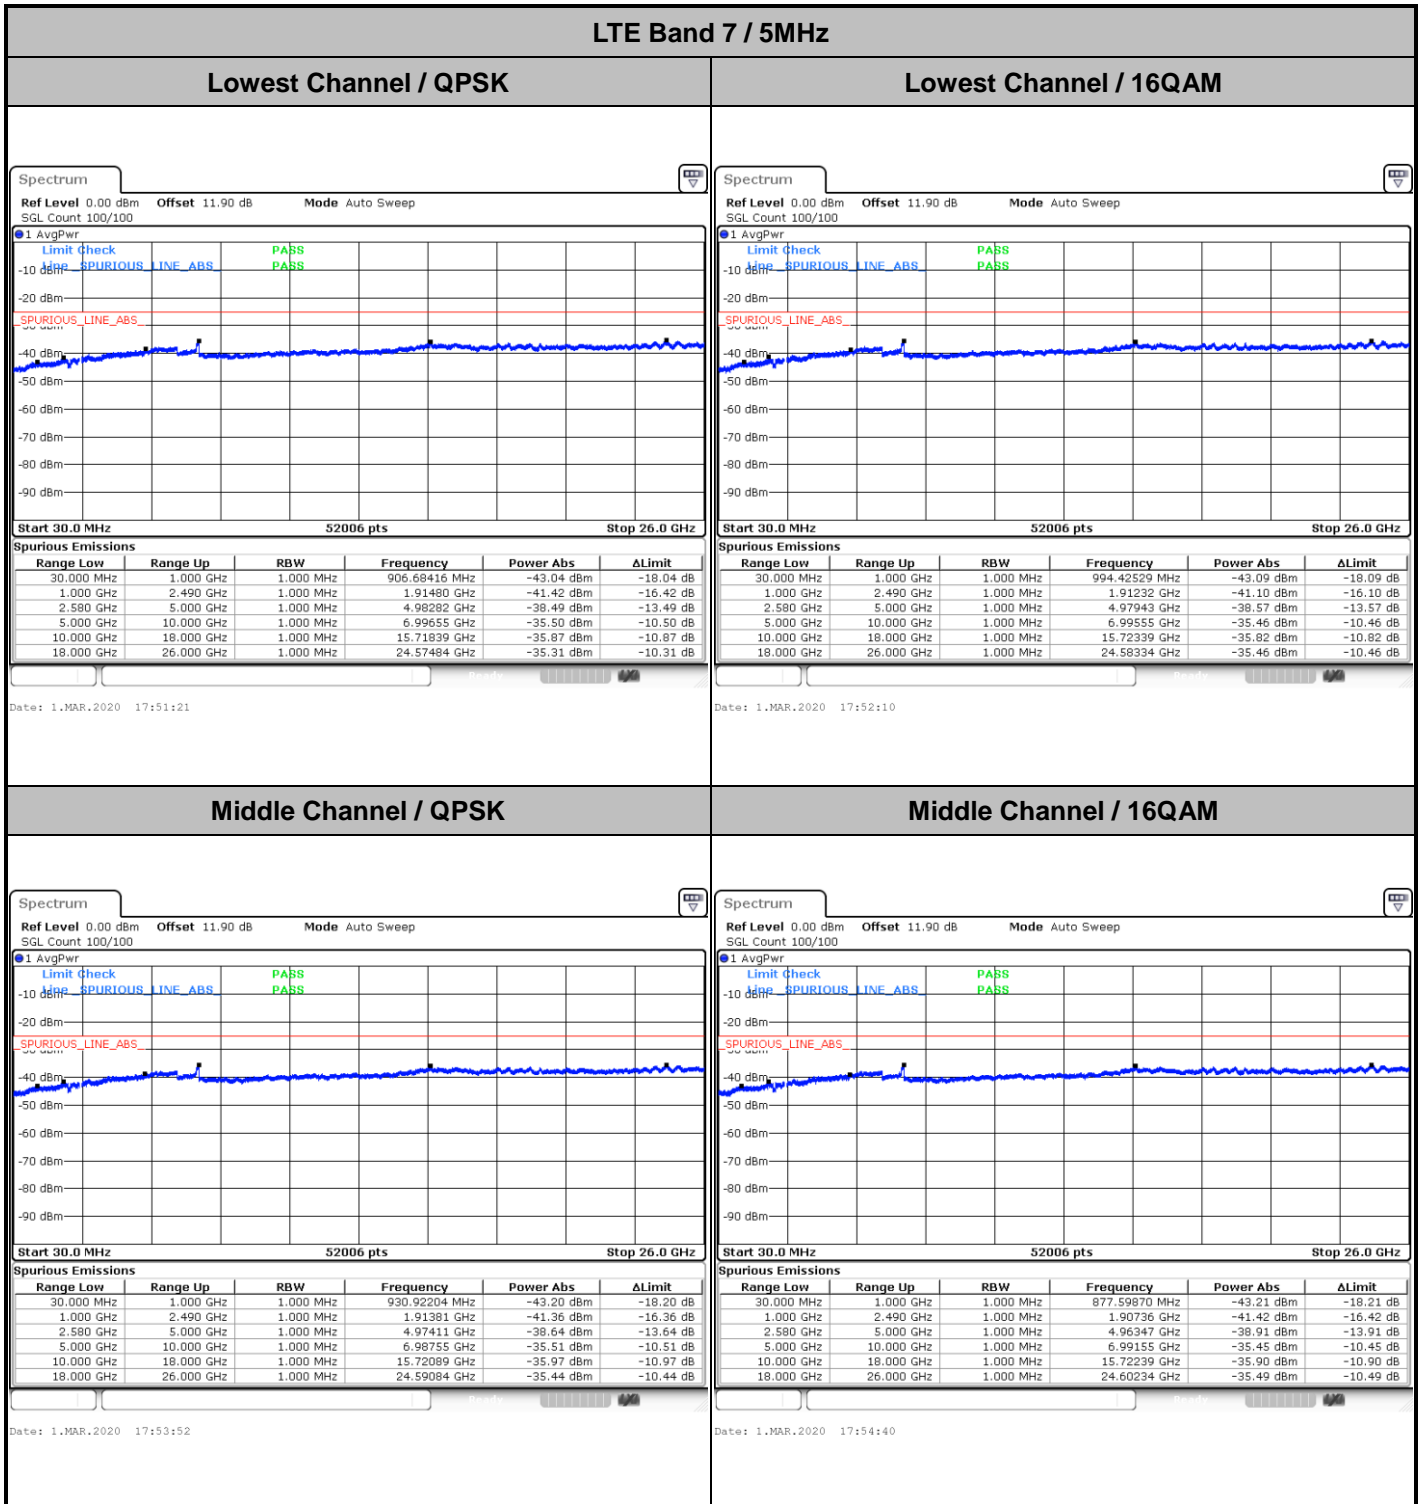 LTE Band 7 / 5MHz
Lowest Channel / QPSK
Lowest Channel / 16QAM
Spectrum
Ref Level 0.00 dBm Offset 11.90 dB Mode Auto Sweep
SGL Count 100/100
1 AvgPwr
Limit Check PASS
Line _SPURIOUS_LINE_ABS_ PASS
-10 dBm
-20 dBm
_SPURIOUS_LINE_ABS_
-30 dBm
-40 dBm
-50 dBm
-60 dBm
-70 dBm
-80 dBm
-90 dBm
Start 30.0 MHz 52006 pts Stop 26.0 GHz
Spurious Emissions
Range Low Range Up RBW Frequency Power Abs ΔLimit
30.000 MHz 1.000 GHz 1.000 MHz 906.68416 MHz -43.04 dBm -18.04 dB
1.000 GHz 2.490 GHz 1.000 MHz 1.91480 GHz -41.42 dBm -16.42 dB
2.580 GHz 5.000 GHz 1.000 MHz 4.98282 GHz -38.49 dBm -13.49 dB
5.000 GHz 10.000 GHz 1.000 MHz 6.99655 GHz -35.50 dBm -10.50 dB
10.000 GHz 18.000 GHz 1.000 MHz 15.71839 GHz -35.87 dBm -10.87 dB
18.000 GHz 26.000 GHz 1.000 MHz 24.57484 GHz -35.31 dBm -10.31 dB
Ready
Date: 1.MAR.2020 17:51:21
Spectrum
Ref Level 0.00 dBm Offset 11.90 dB Mode Auto Sweep
SGL Count 100/100
1 AvgPwr
Limit Check PASS
Line _SPURIOUS_LINE_ABS_ PASS
-10 dBm
-20 dBm
_SPURIOUS_LINE_ABS_
-30 dBm
-40 dBm
-50 dBm
-60 dBm
-70 dBm
-80 dBm
-90 dBm
Start 30.0 MHz 52006 pts Stop 26.0 GHz
Spurious Emissions
Range Low Range Up RBW Frequency Power Abs ΔLimit
30.000 MHz 1.000 GHz 1.000 MHz 994.42529 MHz -43.09 dBm -18.09 dB
1.000 GHz 2.490 GHz 1.000 MHz 1.91232 GHz -41.10 dBm -16.10 dB
2.580 GHz 5.000 GHz 1.000 MHz 4.97943 GHz -38.57 dBm -13.57 dB
5.000 GHz 10.000 GHz 1.000 MHz 6.99555 GHz -35.46 dBm -10.46 dB
10.000 GHz 18.000 GHz 1.000 MHz 15.72339 GHz -35.82 dBm -10.82 dB
18.000 GHz 26.000 GHz 1.000 MHz 24.58334 GHz -35.46 dBm -10.46 dB
Ready
Date: 1.MAR.2020 17:52:10
Middle Channel / QPSK
Middle Channel / 16QAM
Spectrum
Ref Level 0.00 dBm Offset 11.90 dB Mode Auto Sweep
SGL Count 100/100
1 AvgPwr
Limit Check PASS
Line _SPURIOUS_LINE_ABS_ PASS
-10 dBm
-20 dBm
_SPURIOUS_LINE_ABS_
-30 dBm
-40 dBm
-50 dBm
-60 dBm
-70 dBm
-80 dBm
-90 dBm
Start 30.0 MHz 52006 pts Stop 26.0 GHz
Spurious Emissions
Range Low Range Up RBW Frequency Power Abs ΔLimit
30.000 MHz 1.000 GHz 1.000 MHz 930.92204 MHz -43.20 dBm -18.20 dB
1.000 GHz 2.490 GHz 1.000 MHz 1.91381 GHz -41.36 dBm -16.36 dB
2.580 GHz 5.000 GHz 1.000 MHz 4.97411 GHz -38.64 dBm -13.64 dB
5.000 GHz 10.000 GHz 1.000 MHz 6.98755 GHz -35.51 dBm -10.51 dB
10.000 GHz 18.000 GHz 1.000 MHz 15.72089 GHz -35.97 dBm -10.97 dB
18.000 GHz 26.000 GHz 1.000 MHz 24.59084 GHz -35.44 dBm -10.44 dB
Ready
Date: 1.MAR.2020 17:53:52
Spectrum
Ref Level 0.00 dBm Offset 11.90 dB Mode Auto Sweep
SGL Count 100/100
1 AvgPwr
Limit Check PASS
Line _SPURIOUS_LINE_ABS_ PASS
-10 dBm
-20 dBm
_SPURIOUS_LINE_ABS_
-30 dBm
-40 dBm
-50 dBm
-60 dBm
-70 dBm
-80 dBm
-90 dBm
Start 30.0 MHz 52006 pts Stop 26.0 GHz
Spurious Emissions
Range Low Range Up RBW Frequency Power Abs ΔLimit
30.000 MHz 1.000 GHz 1.000 MHz 877.59870 MHz -43.21 dBm -18.21 dB
1.000 GHz 2.490 GHz 1.000 MHz 1.90736 GHz -41.42 dBm -16.42 dB
2.580 GHz 5.000 GHz 1.000 MHz 4.96347 GHz -38.91 dBm -13.91 dB
5.000 GHz 10.000 GHz 1.000 MHz 6.99155 GHz -35.45 dBm -10.45 dB
10.000 GHz 18.000 GHz 1.000 MHz 15.72239 GHz -35.90 dBm -10.90 dB
18.000 GHz 26.000 GHz 1.000 MHz 24.60234 GHz -35.49 dBm -10.49 dB
Ready
Date: 1.MAR.2020 17:54:40